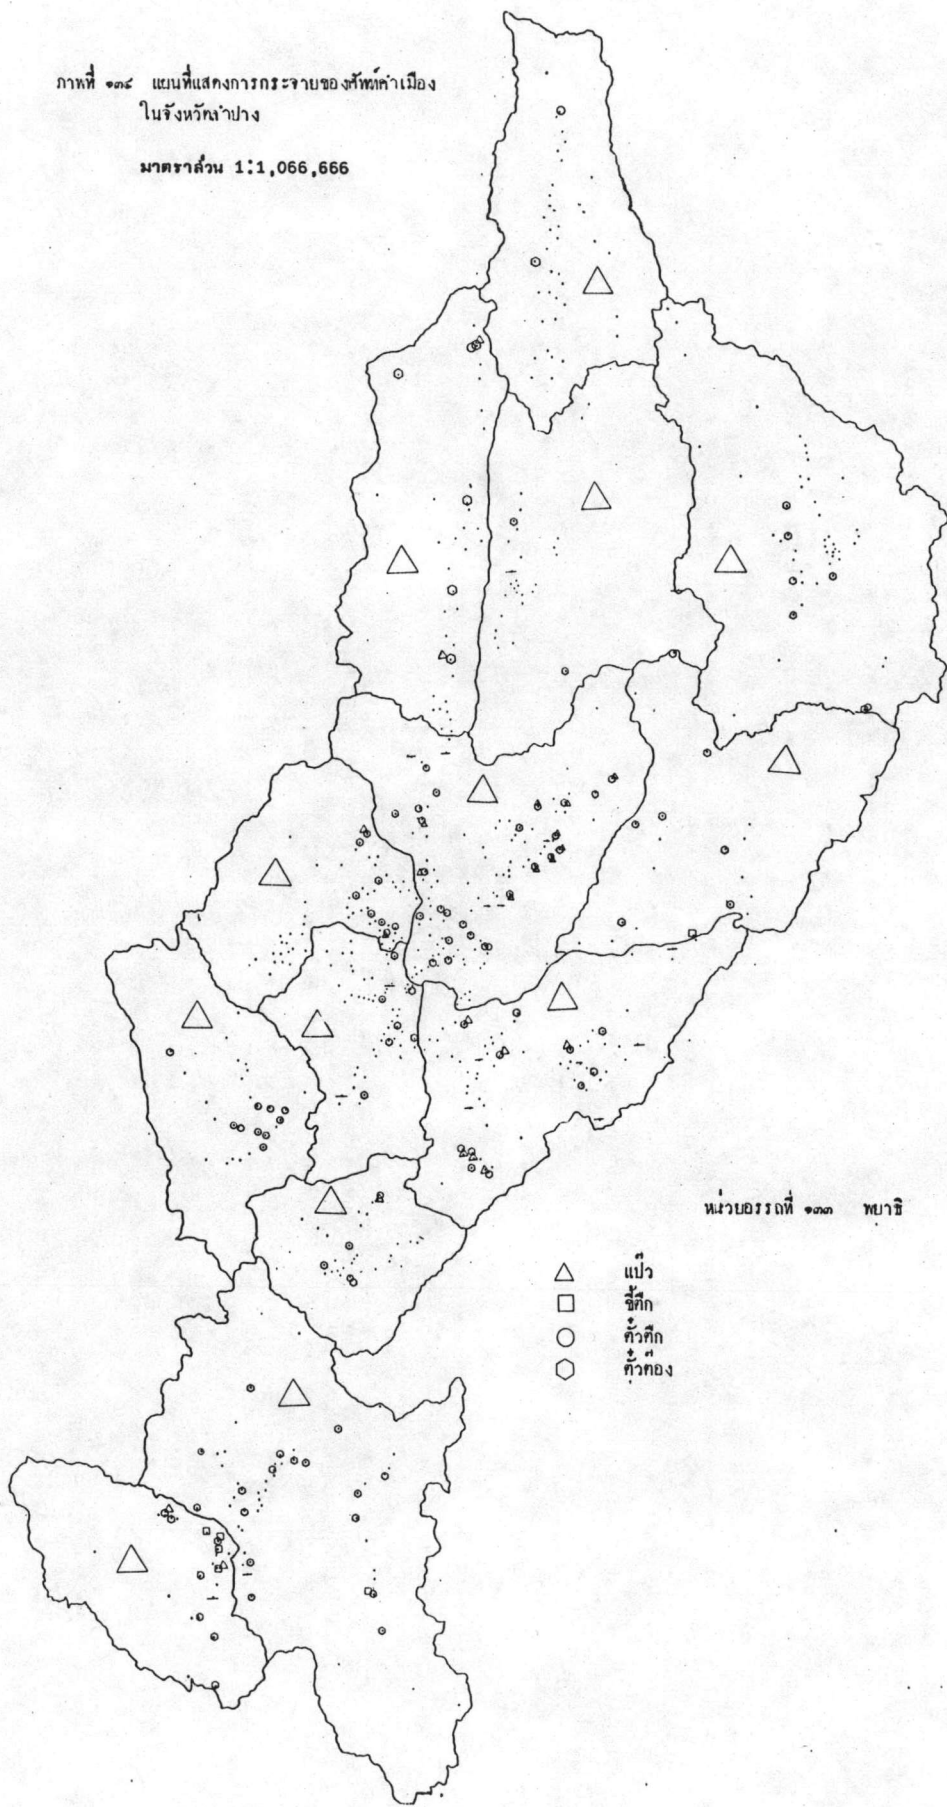 ภาพที่ ๑๓๔ แผนที่แสดงการกระจายของศัพท์คำเมือง
ในจังหวัดลำปาง
มาตราส่วน 1:1,066,666
หน่วยอรรถที่ ๑๓๓ พยาธิ
แป๊ว
ขี้ตึก
ตั๋วตึก
ตั๋วต๊อง